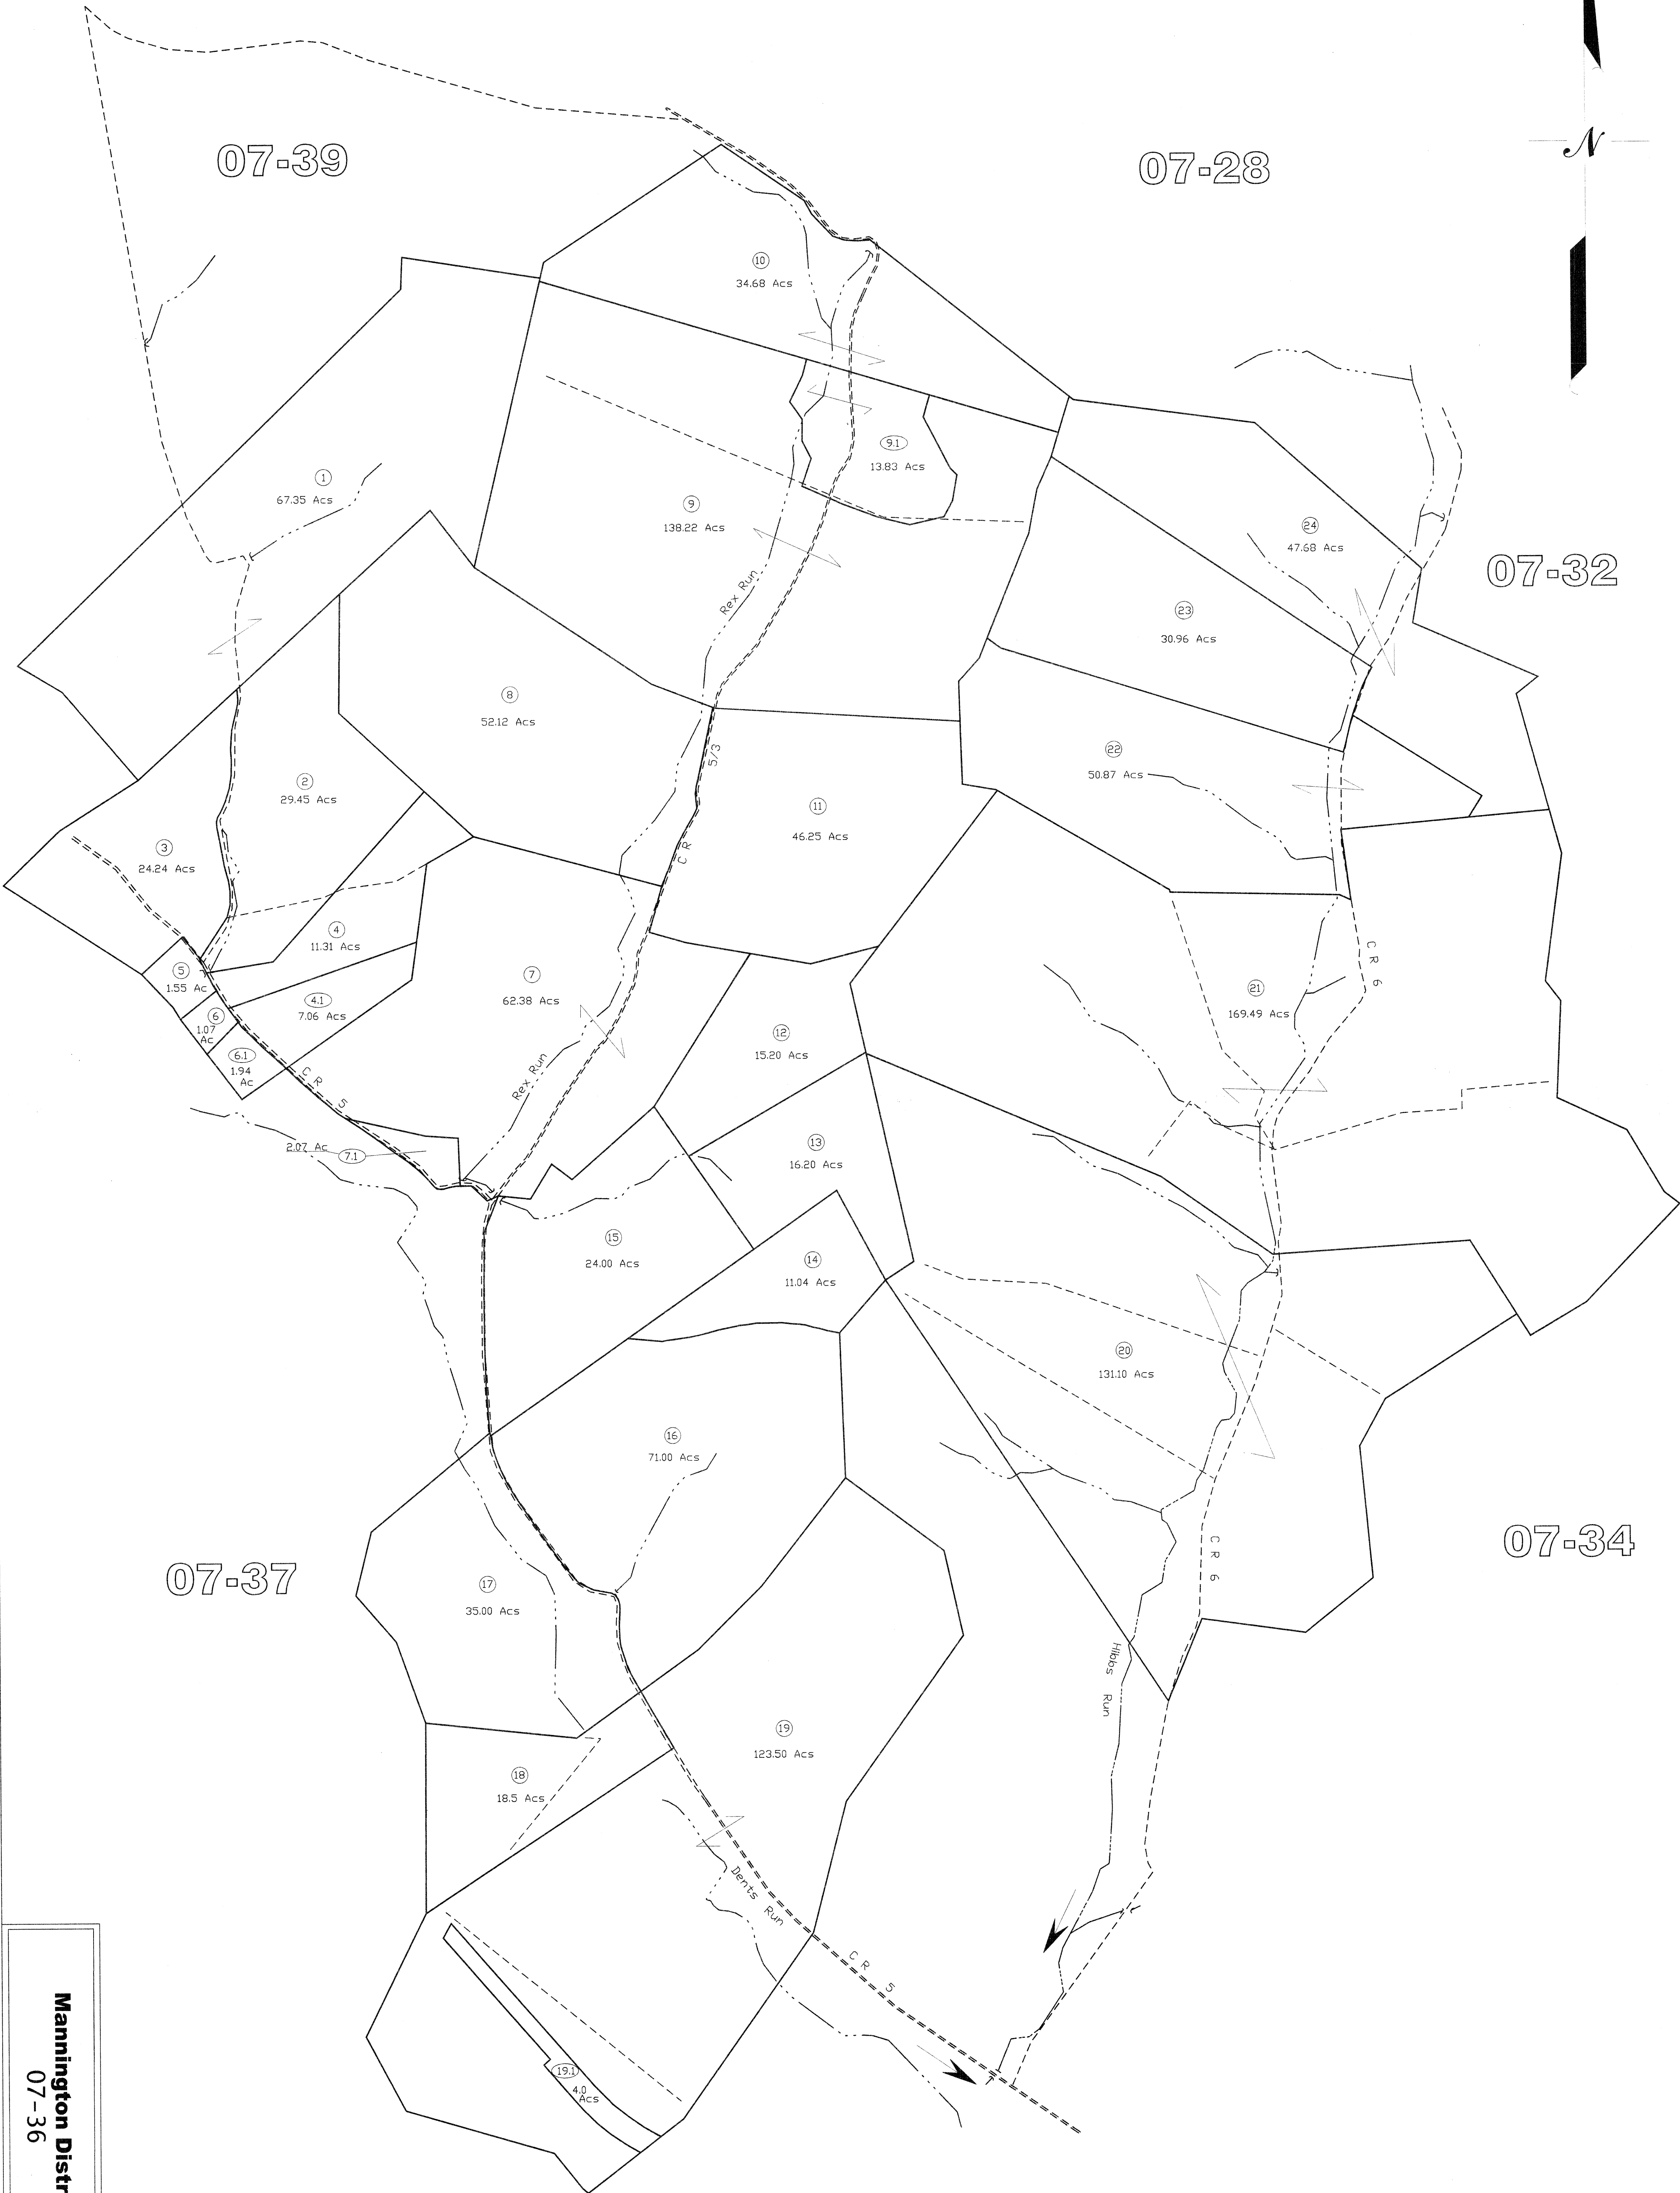 07-39
07-28
N
10
34.68 Acs
9.1
13.83 Acs
1
67.35 Acs
9
138.22 Acs
24
47.68 Acs
07-32
Rex Run
23
30.96 Acs
8
52.12 Acs
CR 5/3
22
50.87 Acs
2
29.45 Acs
11
46.25 Acs
3
24.24 Acs
4
11.31 Acs
CR 6
5
1.55 Ac
7
62.38 Acs
21
169.49 Acs
4.1
7.06 Acs
6
1.07
Ac
12
15.20 Acs
6.1
1.94
Ac
Rex Run
CR 5
2.07 Ac
7.1
13
16.20 Acs
15
24.00 Acs
14
11.04 Acs
20
131.10 Acs
16
71.00 Acs
CR 6
07-34
07-37
17
35.00 Acs
Hibbs Run
19
123.50 Acs
18
18.5 Acs
Dents Run
CR 5
19.1
4.0
Acs
Mannington Distr
07-36